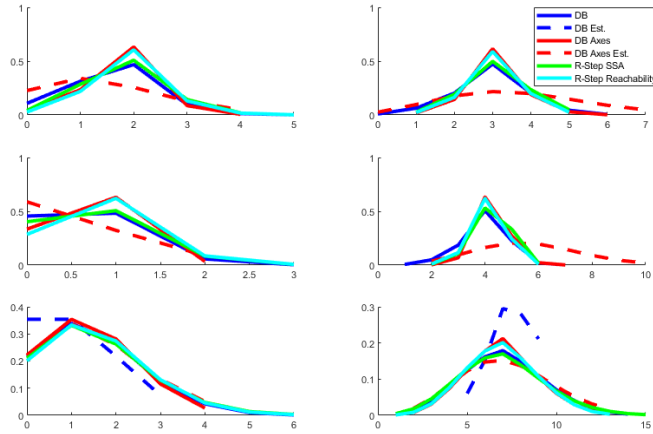 1
0.5
0
0 1 2 3 4 5
1
0.5
0
0 1 2 3 4 5 6 7
DB
DB Est.
DB Axes
DB Axes Est.
R-Step SSA
R-Step Reachability
1
0.5
0
0 0.5 1 1.5 2 2.5 3
1
0.5
0
0 2 4 6 8 10
0.4
0.3
0.2
0.1
0
0 1 2 3 4 5 6
0.3
0.2
0.1
0
0 5 10 15